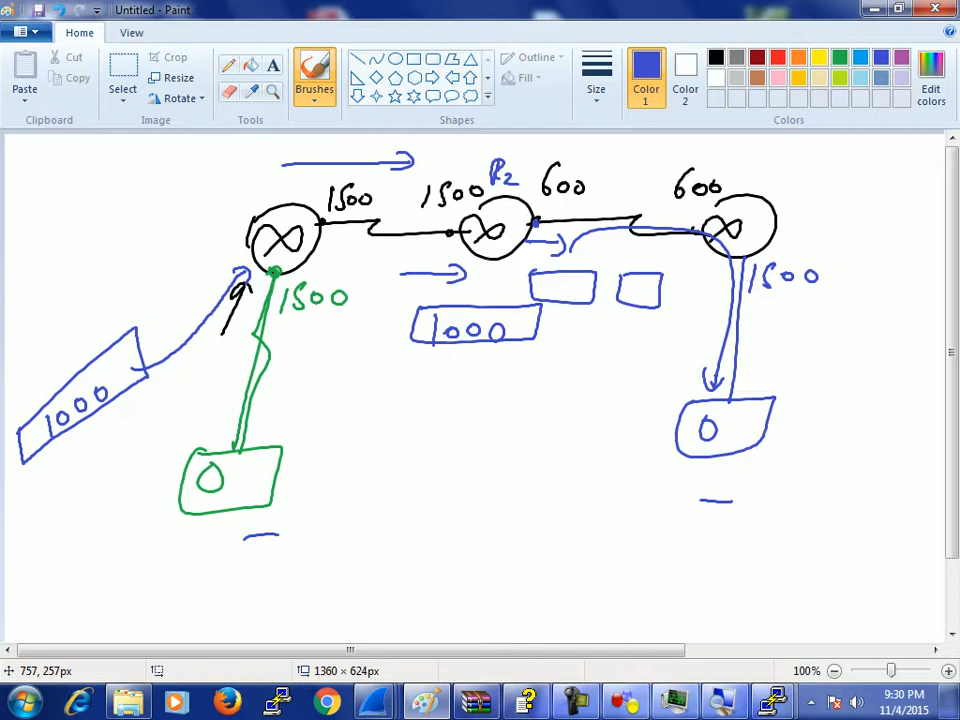 Untitled - Paint
Home
View
Paste
Cut
Copy
Clipboard
Select
Crop
Resize
Rotate
Image
Tools
Brushes
Shapes
Outline
Fill
Size
Color
1
Color
2
Edit
colors
Colors
1500
1500
R2
600
600
1500
1500
1000
1000
757, 257px
1360 × 624px
100%
9:30 PM
11/4/2015